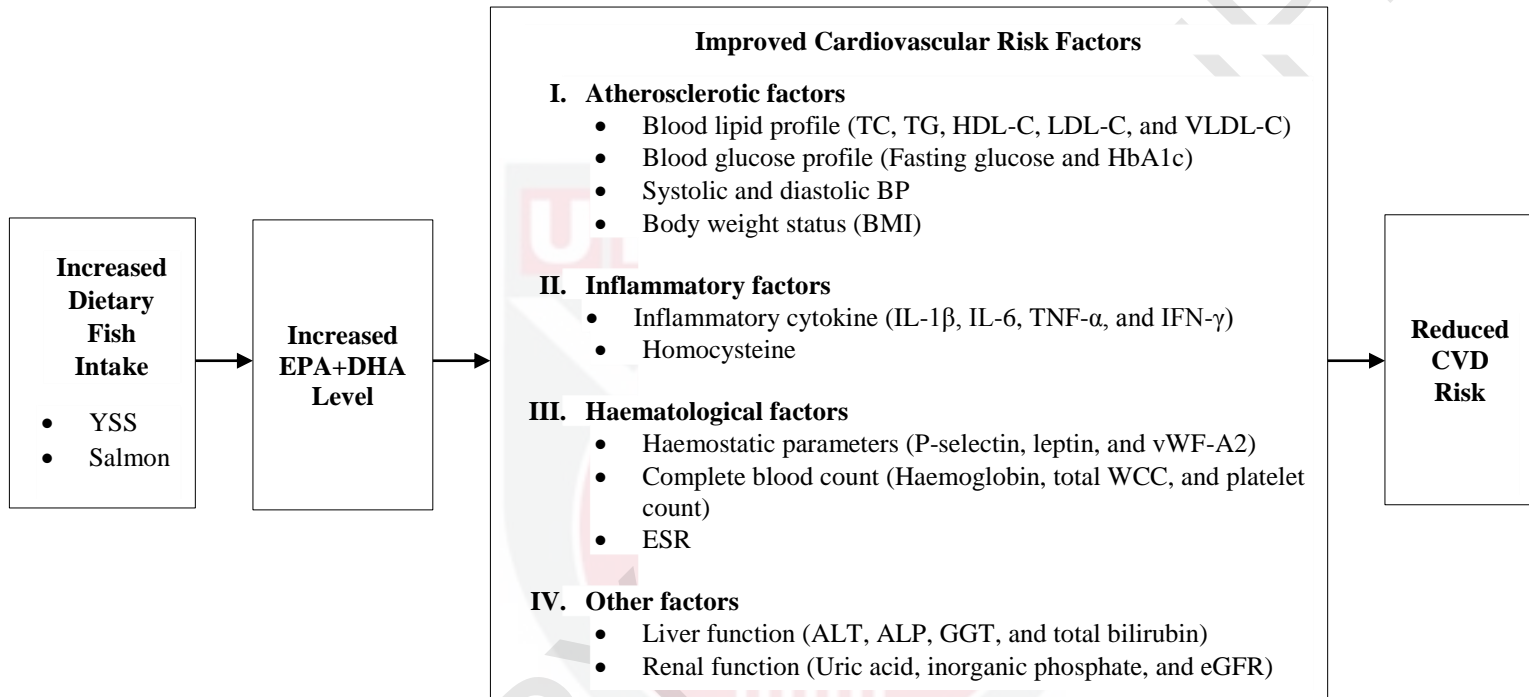 Increased
Dietary
Fish
Intake
• YSS
• Salmon
Increased
EPA+DHA
Level
Improved Cardiovascular Risk Factors
I. Atherosclerotic factors
• Blood lipid profile (TC, TG, HDL-C, LDL-C, and VLDL-C)
• Blood glucose profile (Fasting glucose and HbA1c)
• Systolic and diastolic BP
• Body weight status (BMI)
II. Inflammatory factors
• Inflammatory cytokine (IL-1β, IL-6, TNF-α, and IFN-γ)
• Homocysteine
III. Haematological factors
• Haemostatic parameters (P-selectin, leptin, and vWF-A2)
• Complete blood count (Haemoglobin, total WCC, and platelet
count)
• ESR
IV. Other factors
• Liver function (ALT, ALP, GGT, and total bilirubin)
• Renal function (Uric acid, inorganic phosphate, and eGFR)
Reduced
CVD
Risk